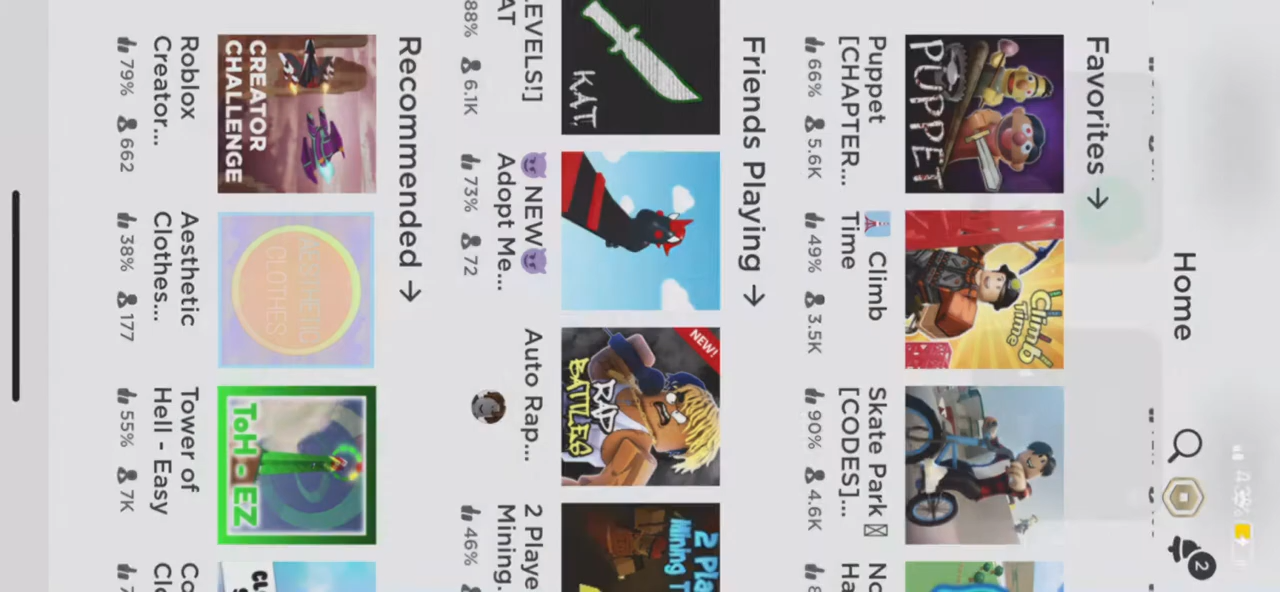 43%
Home
2
Favorites →
PUPPET
Climb
Time
Puppet
[CHAPTER...
66% 5.6K
Climb
Time
49% 3.5K
Skate Park
[CODES]...
90% 4.6K
Friends Playing →
KAT
NEW!
RAP
BATTLES
Mining
EVELS!]
AT
88% 6.1K
😈 NEW😈
Adopt Me...
73% 72
Auto Rap...
2 Playe
Mining.
46%
Recommended →
CREATOR
CHALLENGE
AESTHETIC
CLOTHES
ToH - EZ
Roblox
Creator...
79% 662
Aesthetic
Clothes...
38% 177
Tower of
Hell - Easy
55% 7K